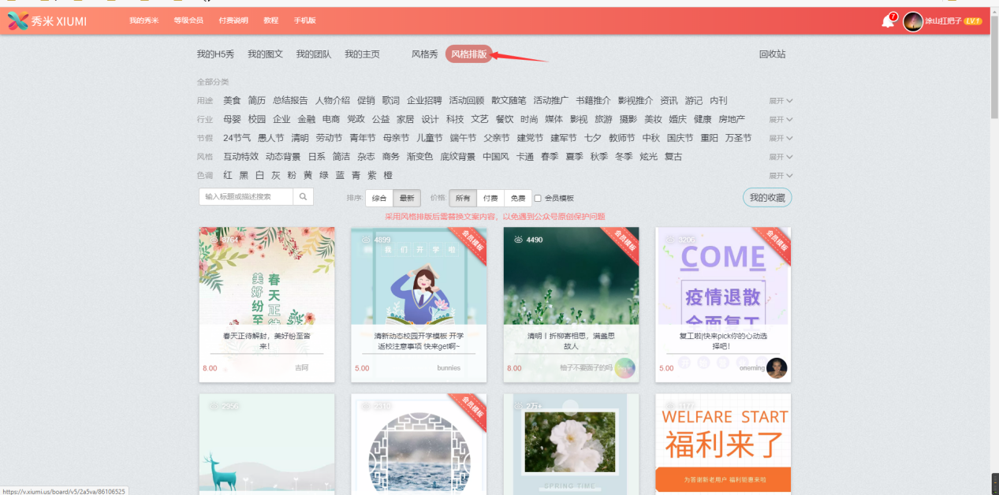 秀米 XIUMI 我的秀米 等级会员 付费说明 教程 手机版 7 涂山扛把子 LV 1
我的H5秀 我的图文 我的团队 我的主页 风格秀 风格排版 回收站
全部分类
用途 美食 简历 总结报告 人物介绍 促销 歌词 企业招聘 活动回顾 散文随笔 活动推广 书籍推介 影视推介 资讯 游记 内刊 展开
行业 母婴 校园 企业 金融 电商 党政 公益 家居 设计 科技 文艺 餐饮 时尚 媒体 影视 旅游 摄影 美妆 婚庆 健康 房地产 展开
节假 24节气 愚人节 清明 劳动节 青年节 母亲节 儿童节 端午节 父亲节 建党节 建军节 七夕 教师节 中秋 国庆节 重阳 万圣节 展开
风格 互动特效 动态背景 日系 简洁 杂志 商务 渐变色 底纹背景 中国风 卡通 春季 夏季 秋季 冬季 炫光 复古 展开
色调 红 黑 白 灰 粉 黄 绿 蓝 青 紫 橙 展开
输入标题或描述搜索 排序: 综合 最新 价格: 所有 付费 免费 会员模板 我的收藏
采用风格排版后需替换文案内容，以免遇到公众号原创保护问题
8764
美好纷至
春天正待
春天正待解封，美好纷至皆
来！
8.00 吉阿
4899
会员模板
我们开学啦
清新动态校园开学模板 开学
返校注意事项 快来get啊~
5.00 bunnies
4490
会员模板
清明丨折柳寄相思，满盏思
故人
8.00 柚子不要面子的吗
3206
会员模板
COME
疫情退散
全面复工
复工啦|快来pick你的心动选
择吧！
5.00 oneming
2956
2310
会员模板
2万+
SPRING TIME
1177
WELFARE START
福利来了
为答谢新老用户 福利钜惠来啦
https://v.xiumi.us/board/v5/2a5va/86106525